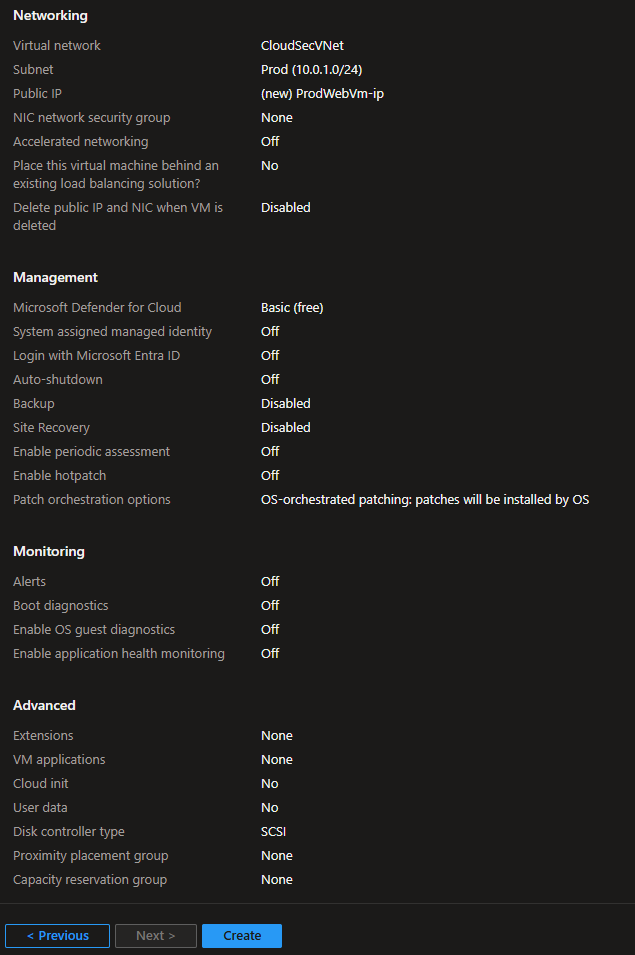 Networking
Virtual network CloudSecVNet
Subnet Prod (10.0.1.0/24)
Public IP (new) ProdWebVm-ip
NIC network security group None
Accelerated networking Off
Place this virtual machine behind an No
existing load balancing solution?
Delete public IP and NIC when VM is Disabled
deleted
Management
Microsoft Defender for Cloud Basic (free)
System assigned managed identity Off
Login with Microsoft Entra ID Off
Auto-shutdown Off
Backup Disabled
Site Recovery Disabled
Enable periodic assessment Off
Enable hotpatch Off
Patch orchestration options OS-orchestrated patching: patches will be installed by OS
Monitoring
Alerts Off
Boot diagnostics Off
Enable OS guest diagnostics Off
Enable application health monitoring Off
Advanced
Extensions None
VM applications None
Cloud init No
User data No
Disk controller type SCSI
Proximity placement group None
Capacity reservation group None
< Previous Next > Create